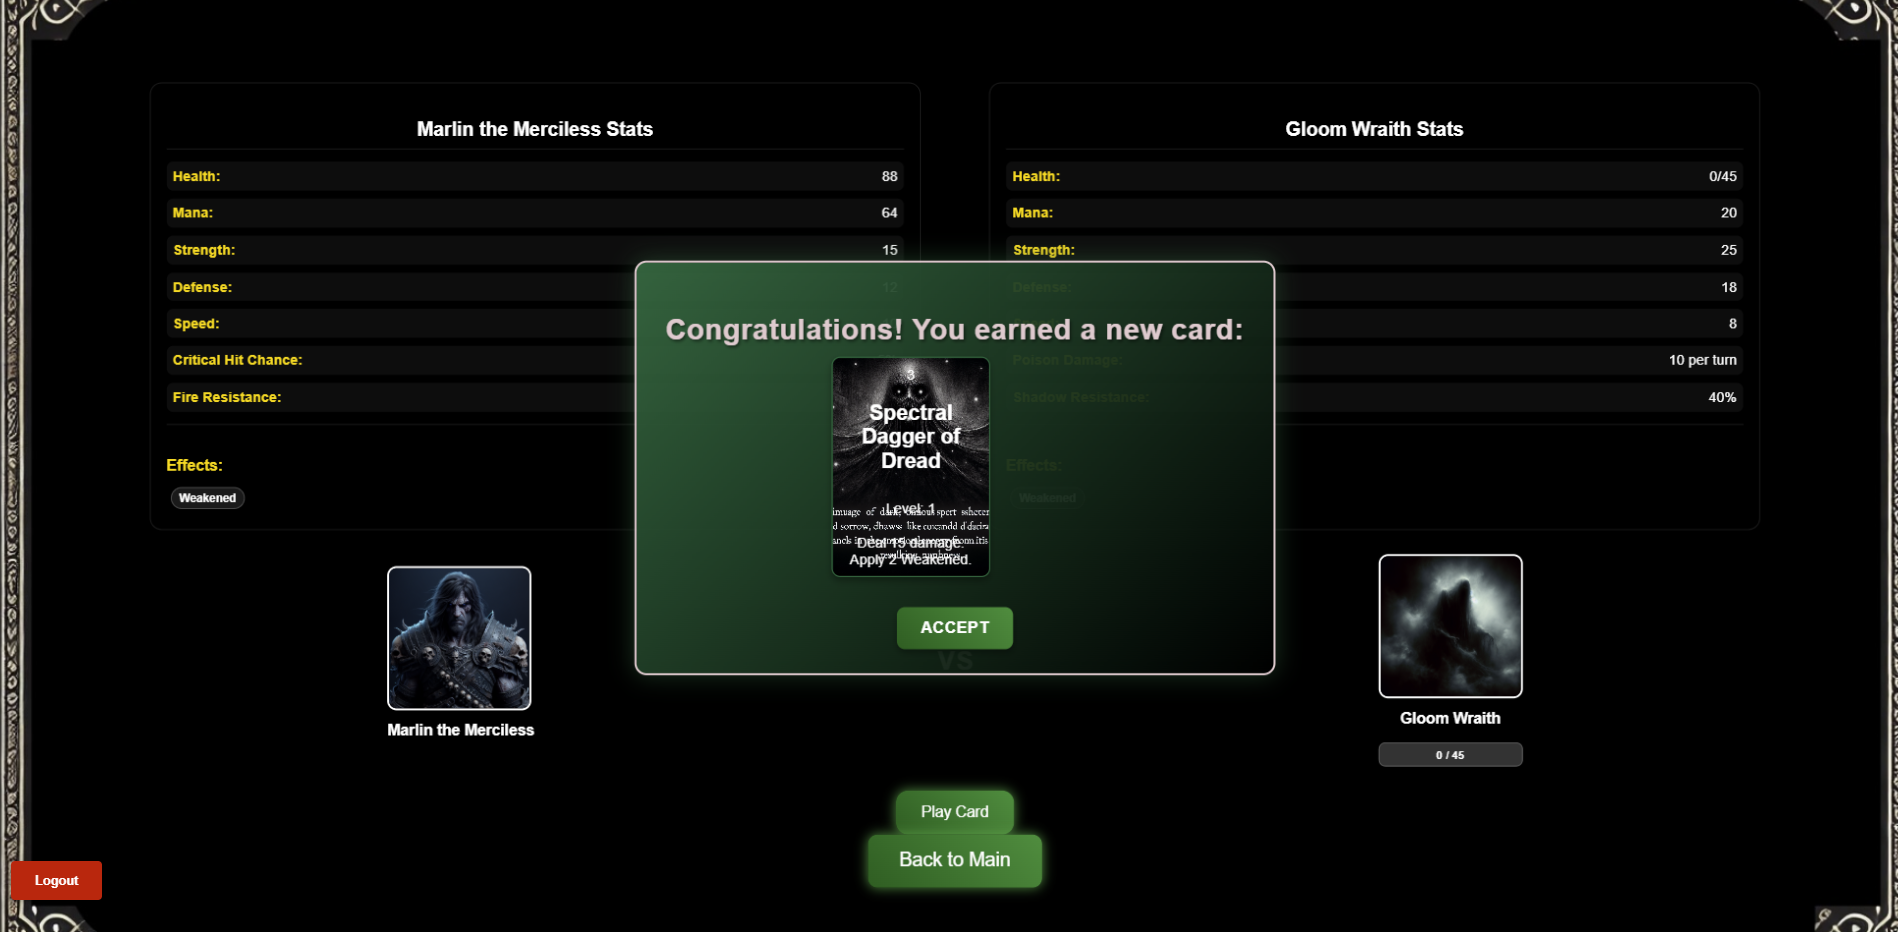 Marlin the Merciless Stats
Health: 88
Mana: 64
Strength: 15
Defense: 12
Speed:
Critical Hit Chance:
Fire Resistance:
Effects:
Weakened
Gloom Wraith Stats
Health: 0/45
Mana: 20
Strength: 25
Defense: 18
8
Poison Damage: 10 per turn
Shadow Resistance: 40%
Effects:
Weakened
Congratulations! You earned a new card:
3
Spectral
Dagger of
Dread
Level: 1
Deal 15 damage.
Apply 2 Weakened.
ACCEPT
VS
Marlin the Merciless
Gloom Wraith
0 / 45
Play Card
Back to Main
Logout